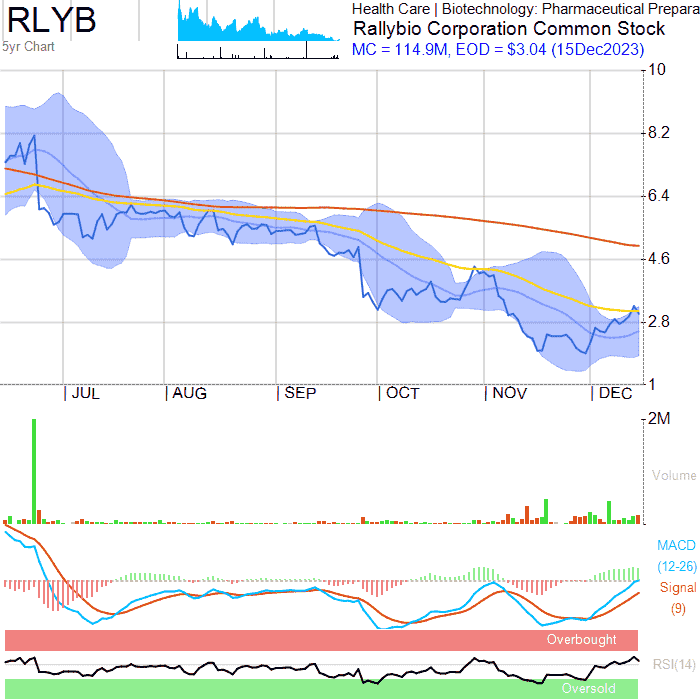 RLYB
5yr Chart
Health Care | Biotechnology: Pharmaceutical Prepara
Rallybio Corporation Common Stock
MC = 114.9M, EOD = $3.04 (15Dec2023)
10
8.2
6.4
4.6
2.8
1
JUL AUG SEP OCT NOV DEC
2M
Volume
MACD
(12-26)
Signal
(9)
Overbought
RSI(14)
Oversold